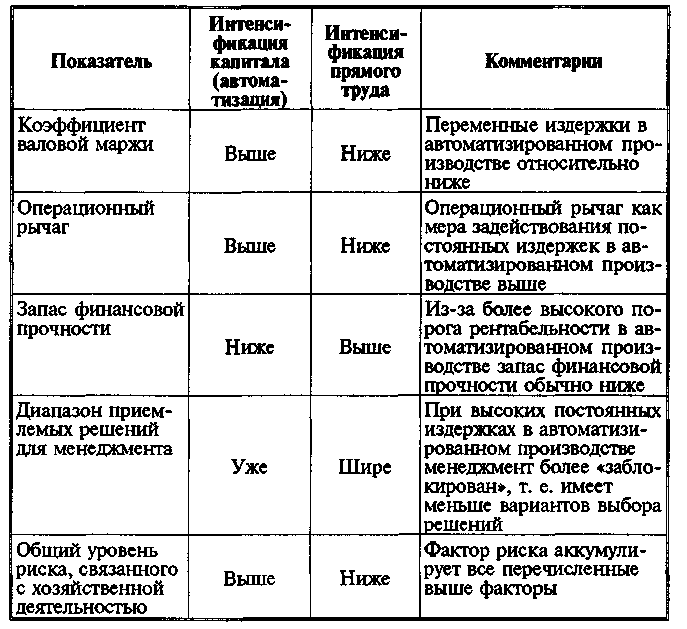 Показатель
Интенси-
фикация
капитала
(автома-
тизация)
Интенси-
фикация
прямого
труда
Комментарии
Коэффициент
валовой маржи
Выше
Ниже
Переменные издержки в
автоматизированном про-
изводстве относительно
ниже
Операционный
рычаг
Выше
Ниже
Операционный рычаг как
мера задействования по-
стоянных издержек в ав-
томатизированном произ-
водстве выше
Запас финансовой
прочности
Ниже
Выше
Из-за более высокого по-
рога рентабельности в ав-
томатизированном произ-
водстве запас финансовой
прочности обычно ниже
Диапазон прием-
лемых решений
для менеджмента
Уже
Шире
При высоких постоянных
издержках в автоматизи-
рованном производстве
менеджмент более «забло-
кирован», т. е. имеет
меньше вариантов выбора
решений
Общий уровень
риска, связанного
с хозяйственной
деятельностью
Выше
Ниже
Фактор риска аккумули-
рует все перечисленные
выше факторы